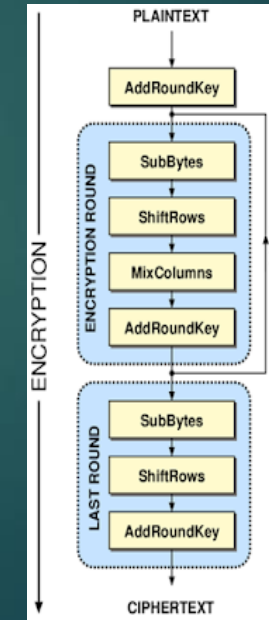 PLAINTEXT
AddRoundKey
ENCRYPTION
ENCRYPTION ROUND
SubBytes
ShiftRows
MixColumns
AddRoundKey
LAST ROUND
SubBytes
ShiftRows
AddRoundKey
CIPHERTEXT